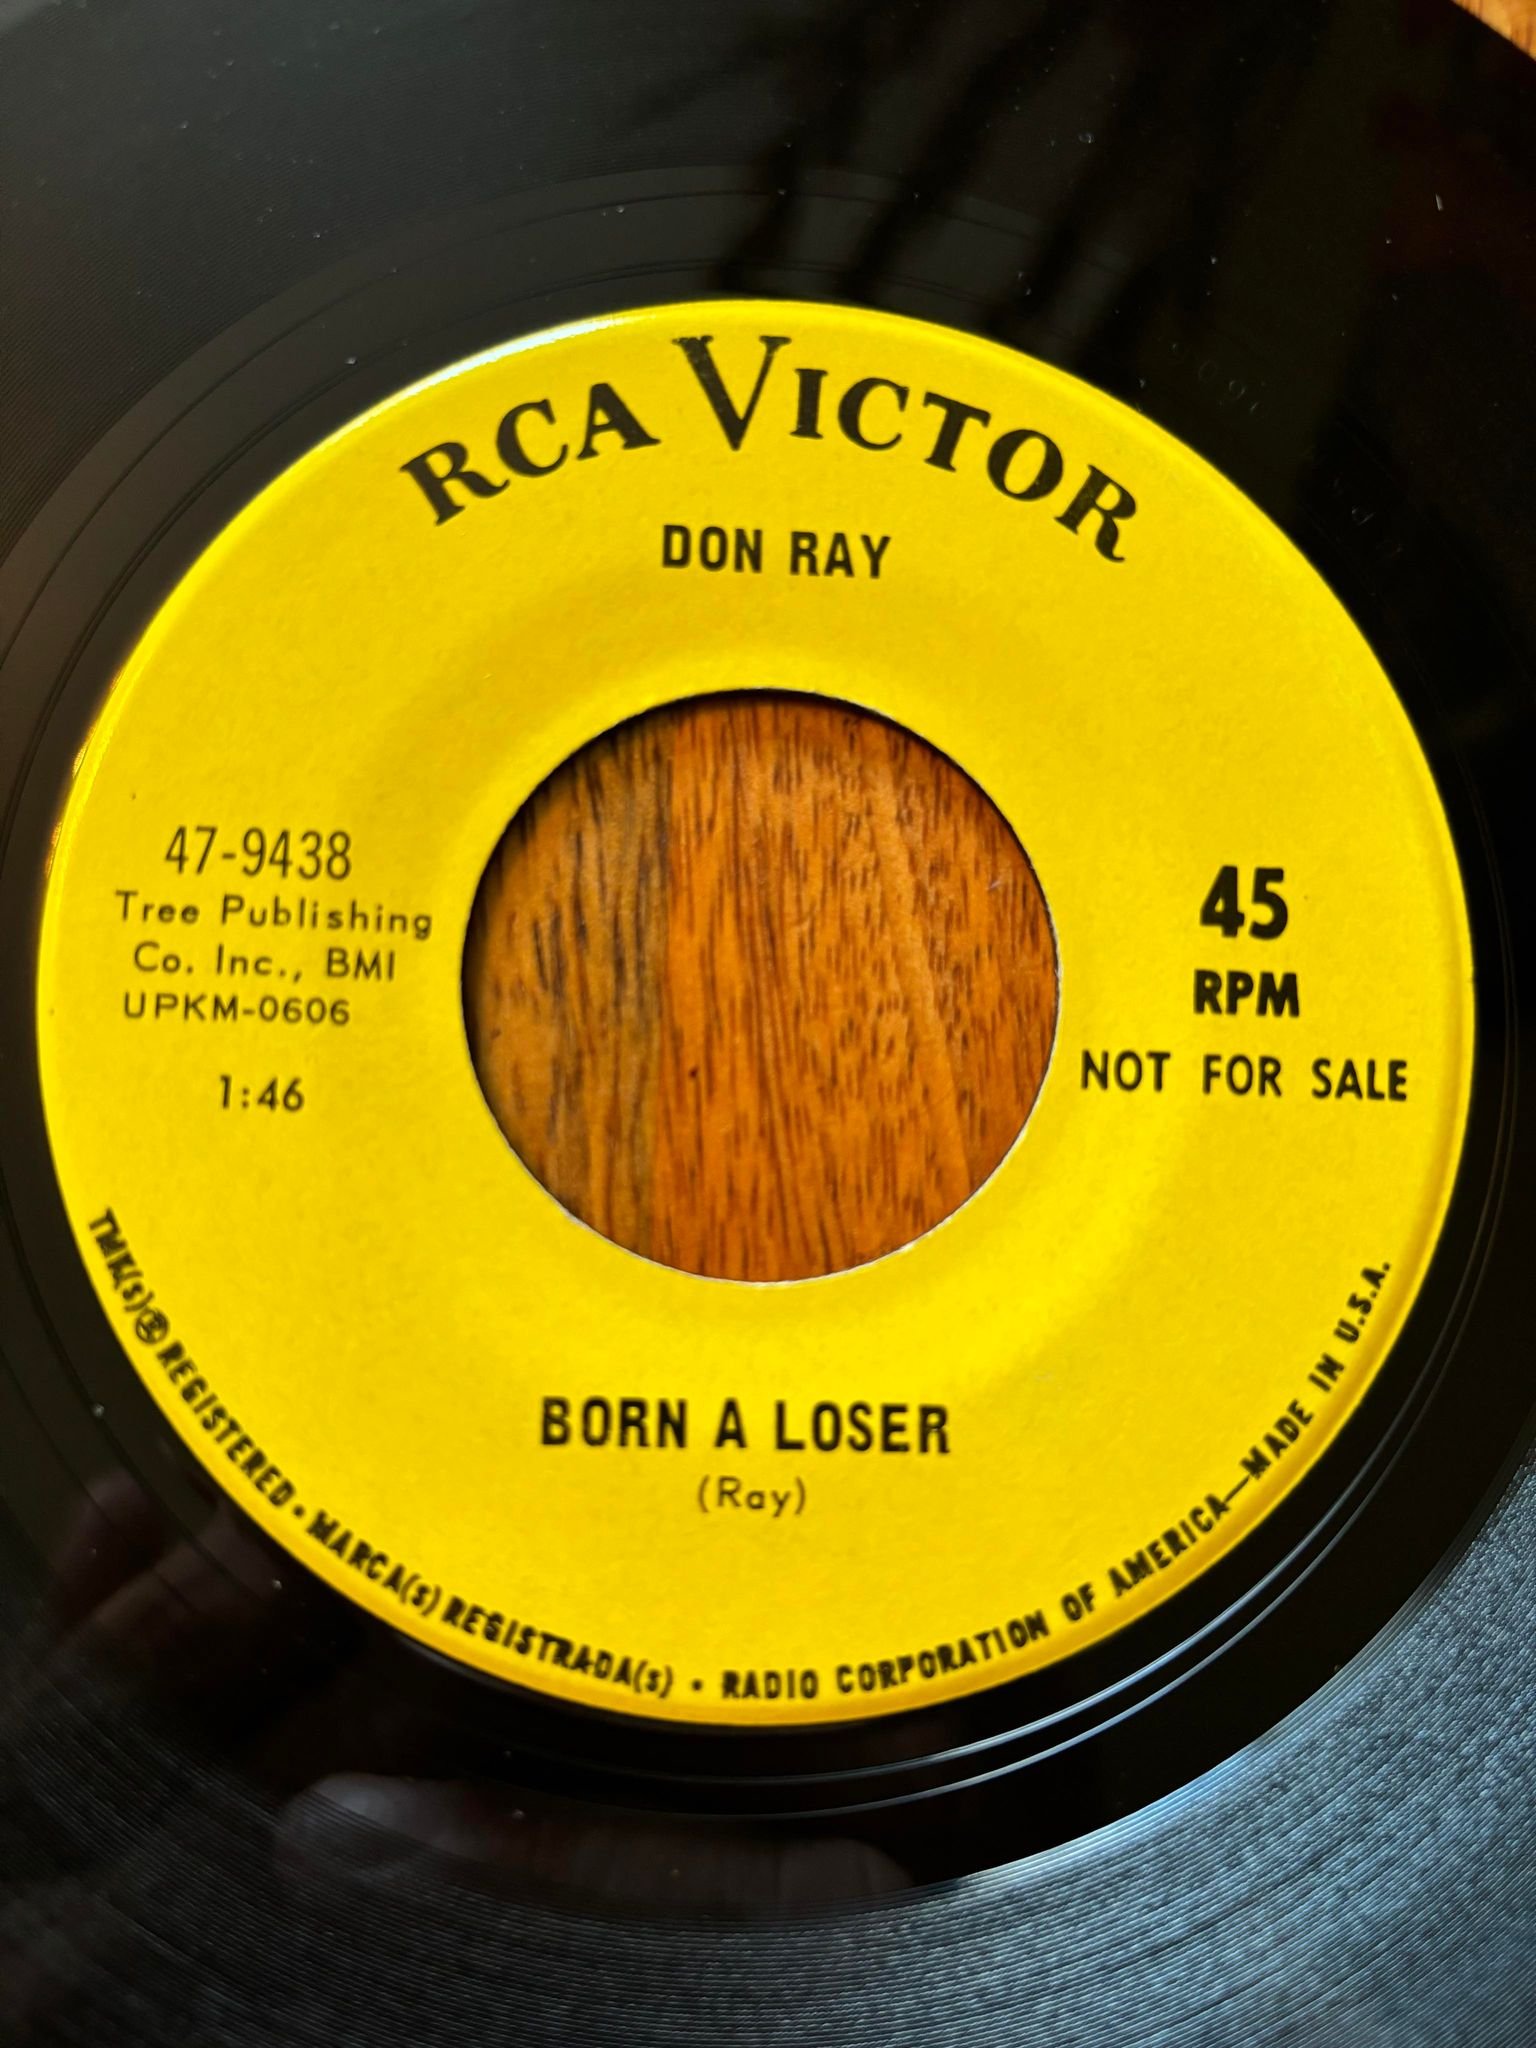 RCA VICTOR
DON RAY
47-9438
Tree Publishing
Co. Inc., BMI
UPKM-0606
1:46
45
RPM
NOT FOR SALE
BORN A LOSER
(Ray)
TMK(s) ® REGISTERED • MARCA(s) REGISTRADA(s) • RADIO CORPORATION OF AMERICA—MADE IN U.S.A.